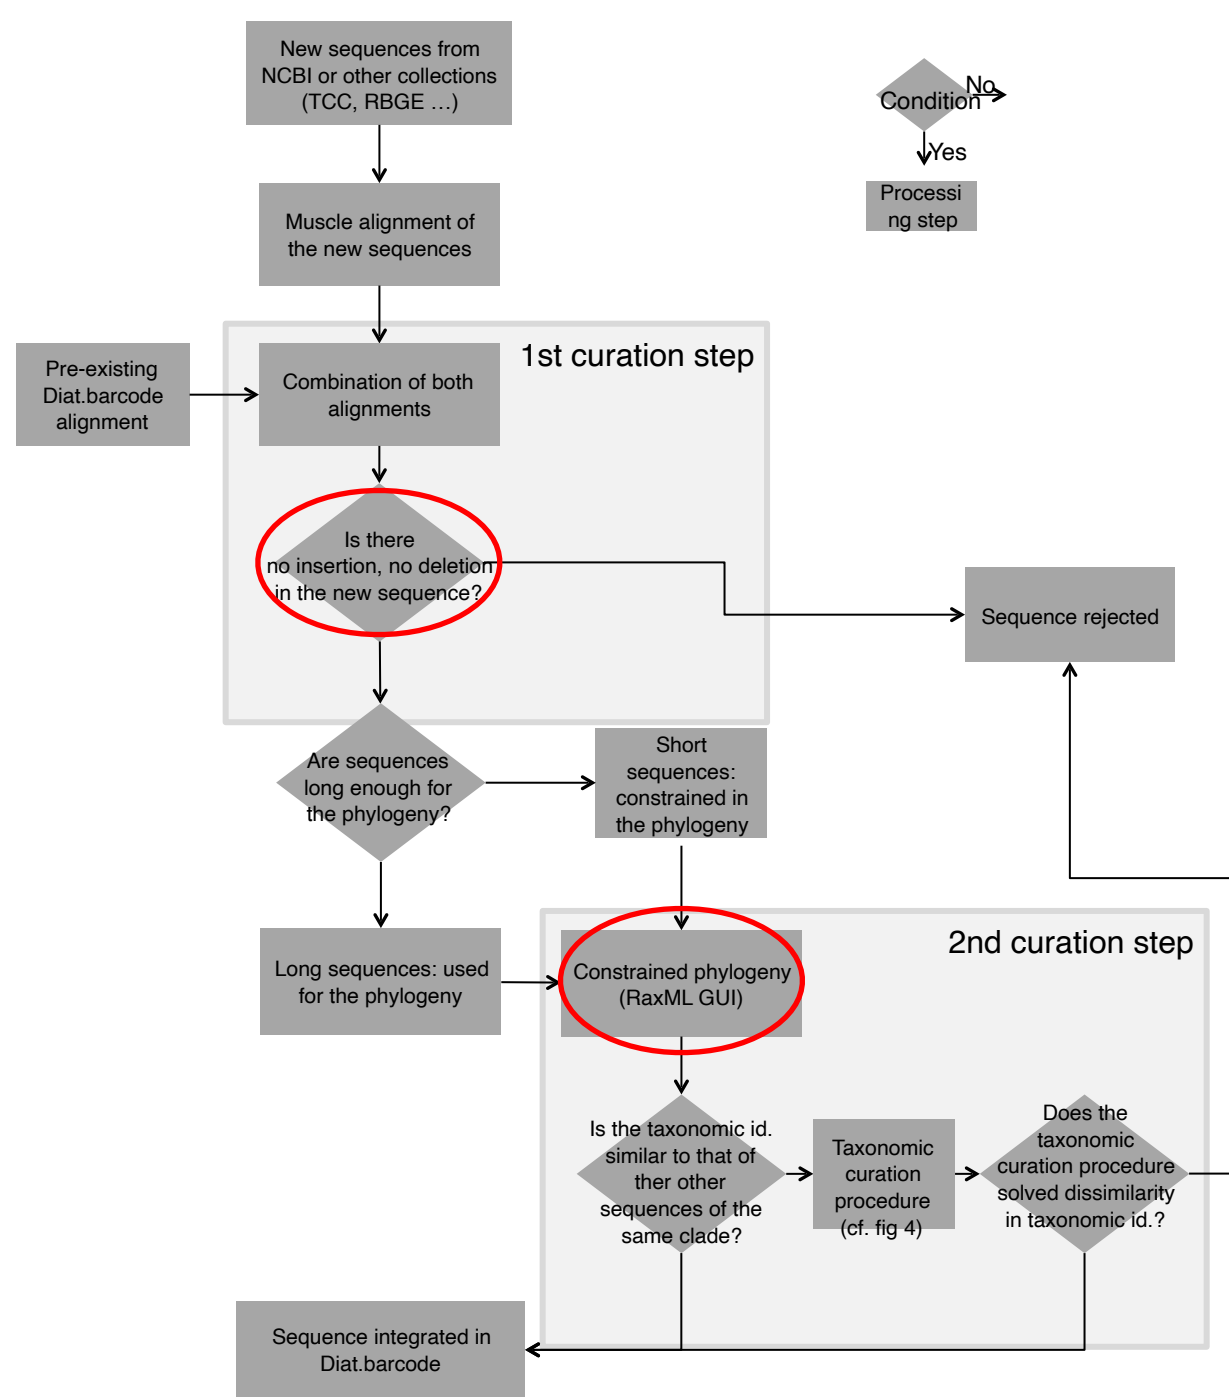 New sequences from
NCBI or other collections
(TCC, RBGE …)
No
Condition
Yes
Processi
ng step
Muscle alignment of
the new sequences
1st curation step
Pre-existing
Diat.barcode
alignment
Combination of both
alignments
Is there
no insertion, no deletion
in the new sequence?
Sequence rejected
Are sequences
long enough for
the phylogeny?
Short
sequences:
constrained in
the phylogeny
2nd curation step
Long sequences: used
for the phylogeny
Constrained phylogeny
(RaxML GUI)
Is the taxonomic id.
similar to that of
ther other
sequences of the
same clade?
Taxonomic
curation
procedure
(cf. fig 4)
Does the
taxonomic
curation procedure
solved dissimilarity
in taxonomic id.?
Sequence integrated in
Diat.barcode